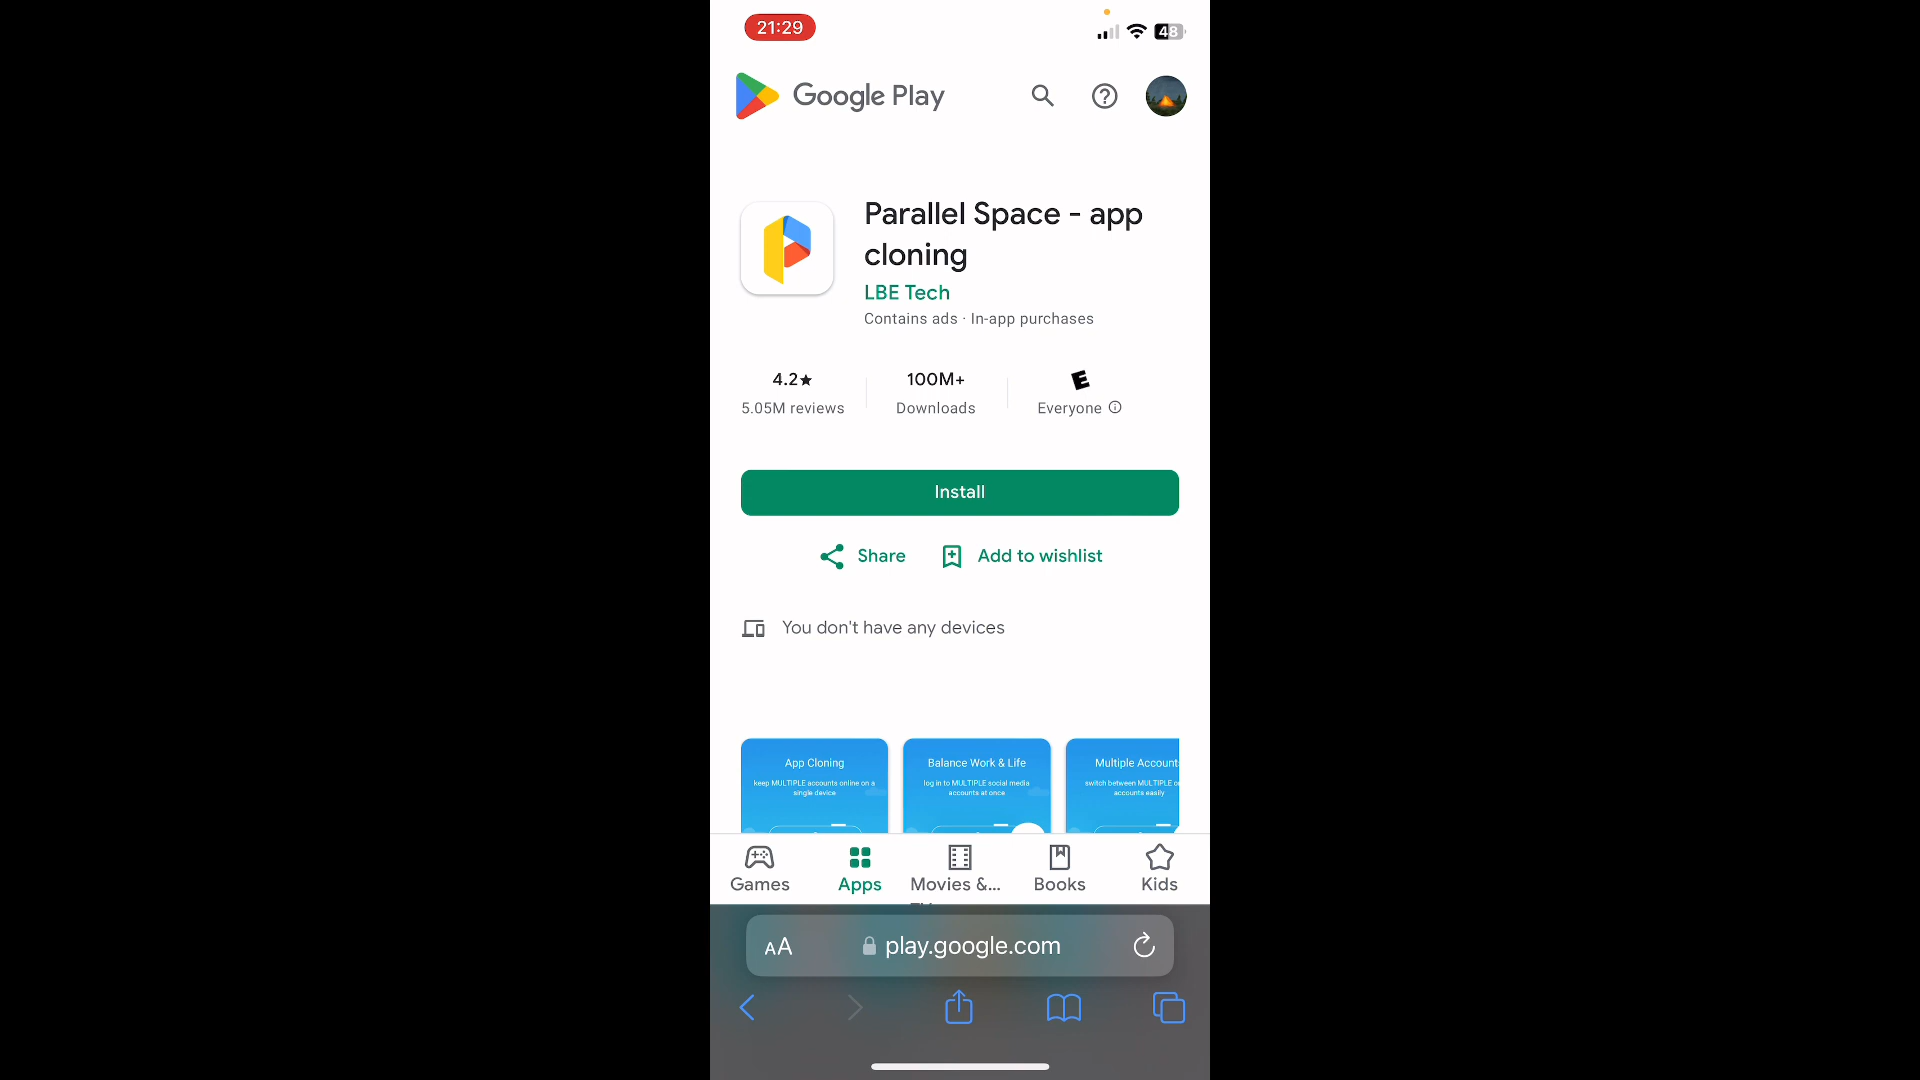 21:29
48
Google Play
Parallel Space - app
cloning
LBE Tech
Contains ads · In-app purchases
4.2★
5.05M reviews
100M+
Downloads
E
Everyone
Install
Share
Add to wishlist
You don't have any devices
App Cloning
keep MULTIPLE accounts online on a
single device
Balance Work & Life
log in to MULTIPLE social media
accounts at once
Multiple Account
switch between MULTIPLE
accounts easily
Games
Apps
Movies &...
Books
Kids
AA
play.google.com